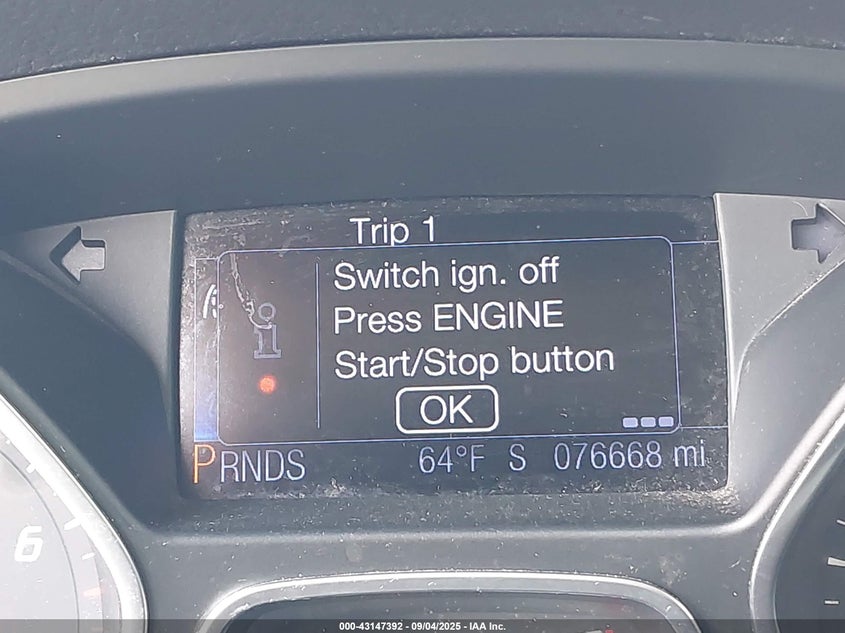 Trip 1
Switch ign. off
Press ENGINE
Start/Stop button
OK
PRNDS 64°F S 076668 mi
6
000-43147392 - 09/04/2025 - IAA Inc.